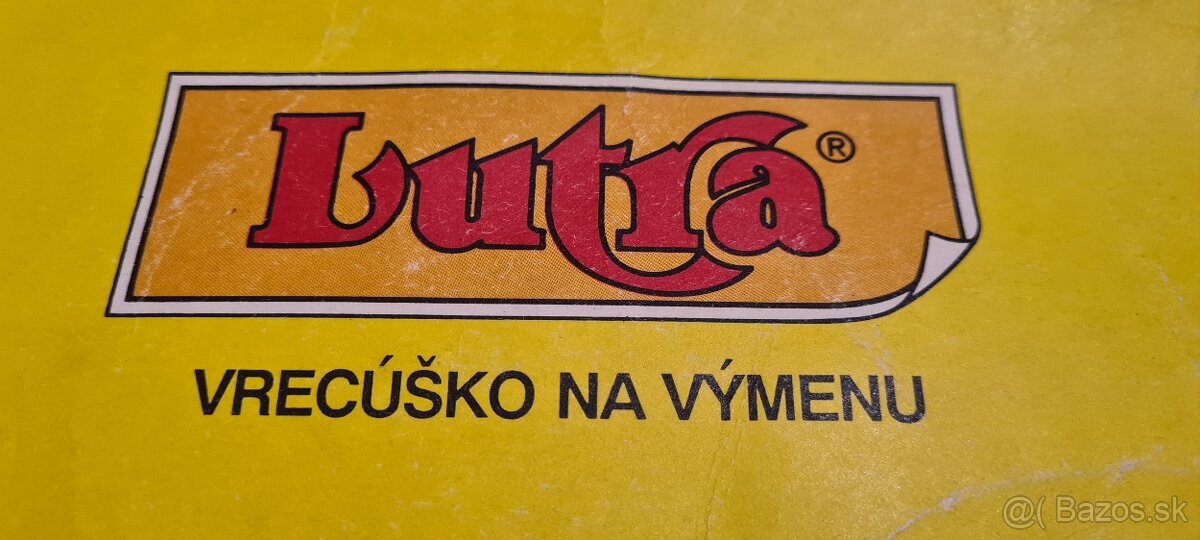 Lutra®
VRECÚŠKO NA VÝMENU
@( Bazos.sk